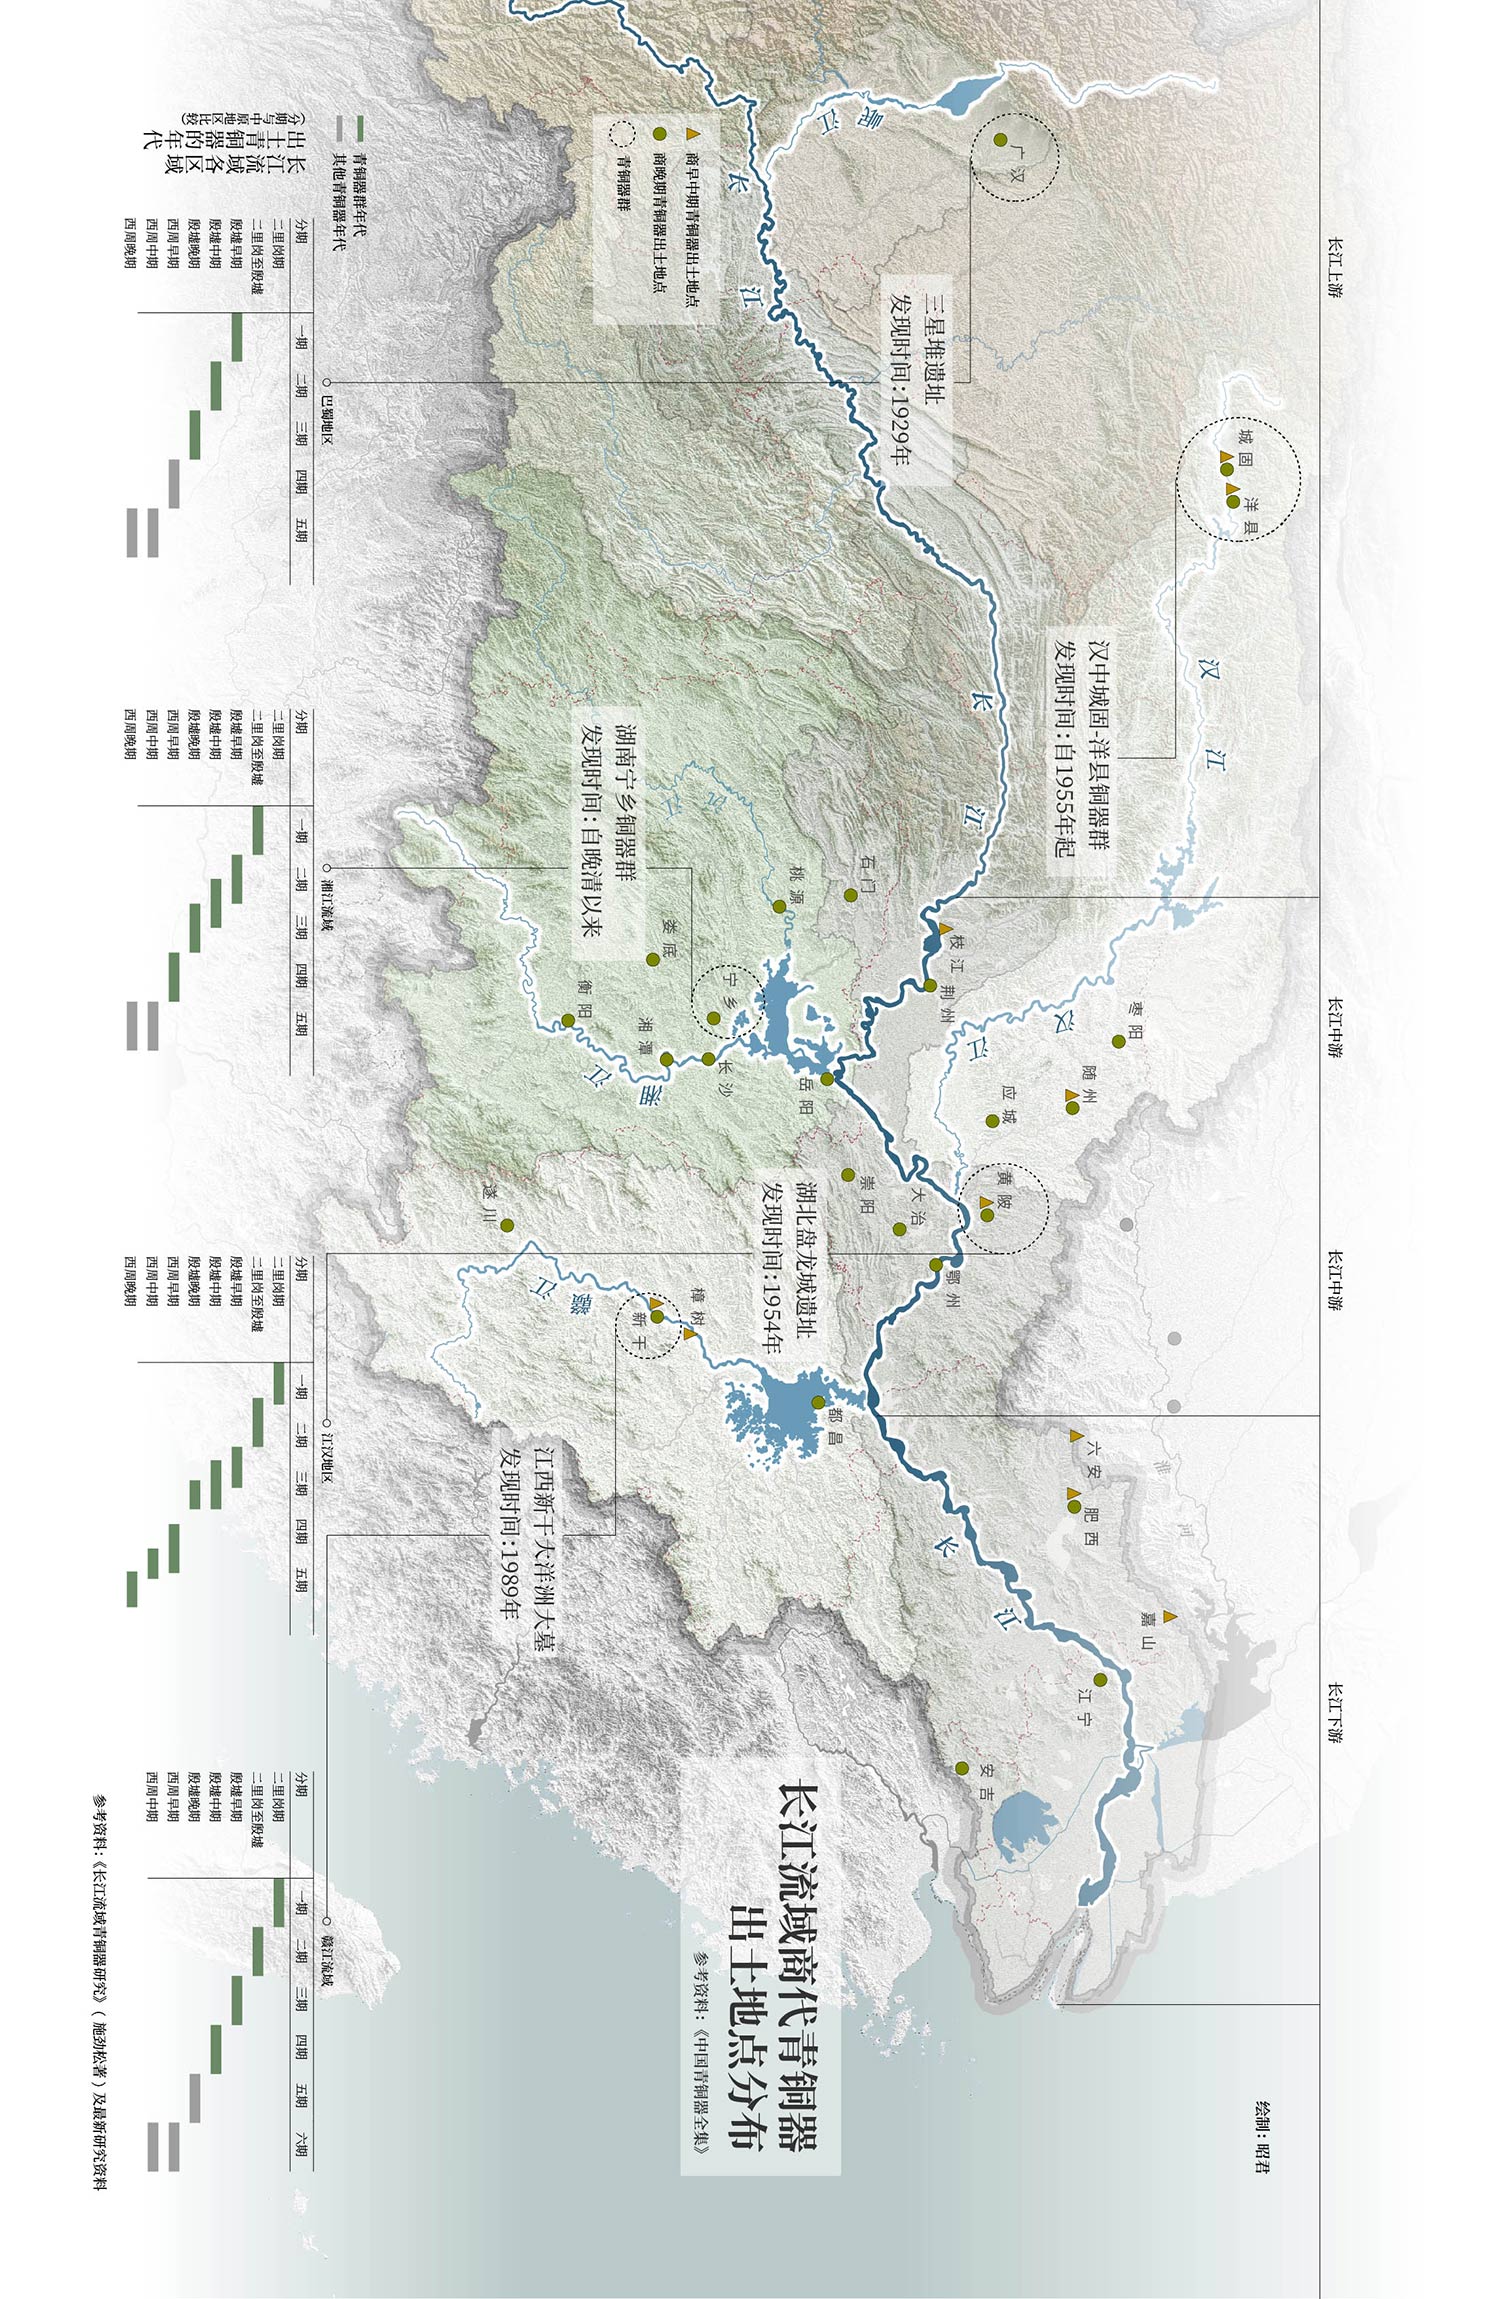 长江上游
长江中游
长江中游
长江下游
绘制：昭君
长江流域商代青铜器
出土地点分布
参考资料：《中国青铜器全集》
商早中期青铜器出土地点
商晚期青铜器出土地点
青铜器群
岷江
长江
长江
长江
汉江
汉江
沅江
湘江
赣江
淮河
广汉
三星堆遗址
发现时间：1929年
城固
洋县
汉中城固-洋县铜器群
发现时间：自1955年起
湖南宁乡铜器群
发现时间：自晚清以来
石门
桃源
娄底
宁乡
衡阳
湘潭
长沙
岳阳
枝江
荆州
枣阳
随州
应城
黄陂
崇阳
大冶
鄂州
湖北盘龙城遗址
发现时间：1954年
遂川
新干
樟树
都昌
江西新干大洋洲大墓
发现时间：1989年
六安
肥西
嘉山
江宁
安吉
长江流域各区域
出土青铜器的年代
（分期与中原地区比较）
青铜器群年代
其他青铜器年代
巴蜀地区
分期 一期 二期 三期 四期 五期
二里岗期
二里岗至殷墟
殷墟早期
殷墟中期
殷墟晚期
西周早期
西周中期
西周晚期
湘江流域
分期 一期 二期 三期 四期 五期
二里岗期
二里岗至殷墟
殷墟早期
殷墟中期
殷墟晚期
西周早期
西周中期
西周晚期
江汉地区
分期 一期 二期 三期 四期 五期
二里岗期
二里岗至殷墟
殷墟早期
殷墟中期
殷墟晚期
西周早期
西周中期
西周晚期
赣江流域
分期 一期 二期 三期 四期 五期 六期
二里岗期
二里岗至殷墟
殷墟早期
殷墟中期
殷墟晚期
西周早期
西周中期
参考资料：《长江流域青铜器研究》（施劲松著）及最新研究资料